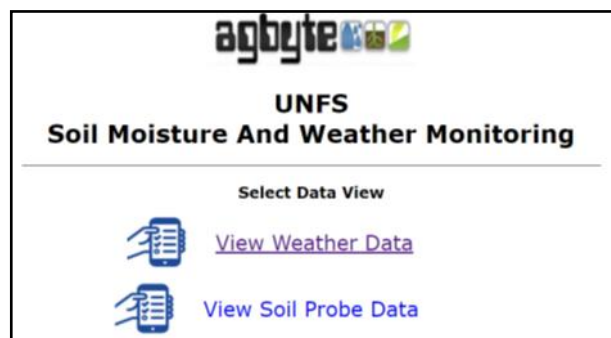 agbyte
UNFS
Soil Moisture And Weather Monitoring
Select Data View
View Weather Data
View Soil Probe Data